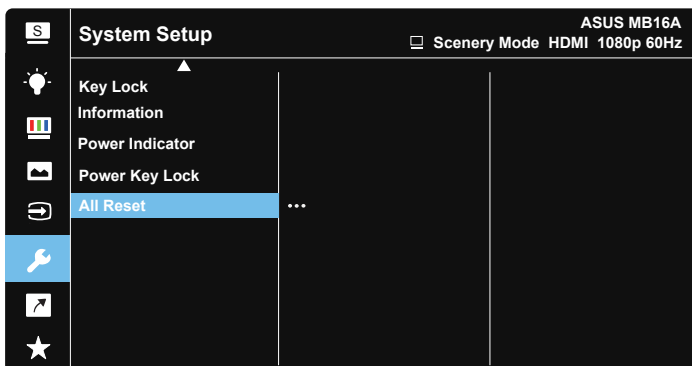 S
System Setup
ASUS MB16A
Scenery Mode HDMI 1080p 60Hz
Key Lock
Information
Power Indicator
Power Key Lock
All Reset
...